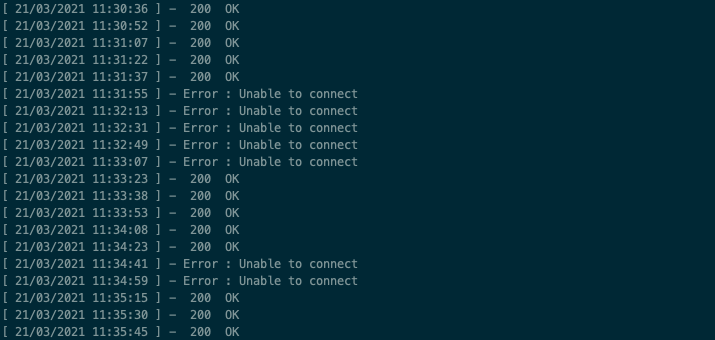 [ 21/03/2021 11:30:36 ] –  200  OK
[ 21/03/2021 11:30:52 ] –  200  OK
[ 21/03/2021 11:31:07 ] –  200  OK
[ 21/03/2021 11:31:22 ] –  200  OK
[ 21/03/2021 11:31:37 ] –  200  OK
[ 21/03/2021 11:31:55 ] – Error : Unable to connect
[ 21/03/2021 11:32:13 ] – Error : Unable to connect
[ 21/03/2021 11:32:31 ] – Error : Unable to connect
[ 21/03/2021 11:32:49 ] – Error : Unable to connect
[ 21/03/2021 11:33:07 ] – Error : Unable to connect
[ 21/03/2021 11:33:23 ] –  200  OK
[ 21/03/2021 11:33:38 ] –  200  OK
[ 21/03/2021 11:33:53 ] –  200  OK
[ 21/03/2021 11:34:08 ] –  200  OK
[ 21/03/2021 11:34:23 ] –  200  OK
[ 21/03/2021 11:34:41 ] – Error : Unable to connect
[ 21/03/2021 11:34:59 ] – Error : Unable to connect
[ 21/03/2021 11:35:15 ] –  200  OK
[ 21/03/2021 11:35:30 ] –  200  OK
[ 21/03/2021 11:35:45 ] –  200  OK